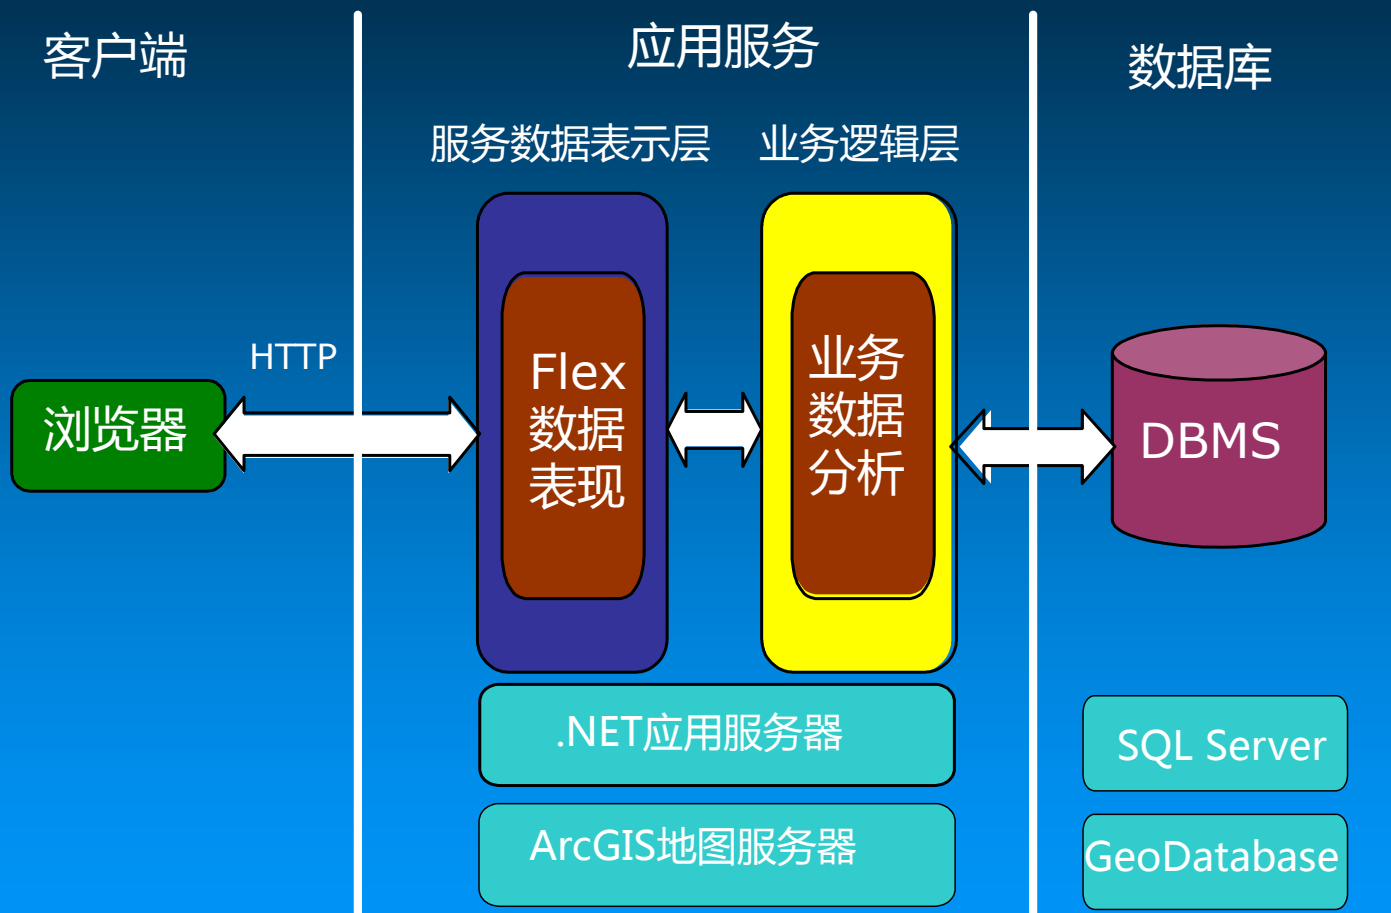 客户端
应用服务
数据库
服务数据表示层
业务逻辑层
HTTP
浏览器
Flex
数据
表现
业务
数据
分析
DBMS
.NET应用服务器
SQL Server
ArcGIS地图服务器
GeoDatabase